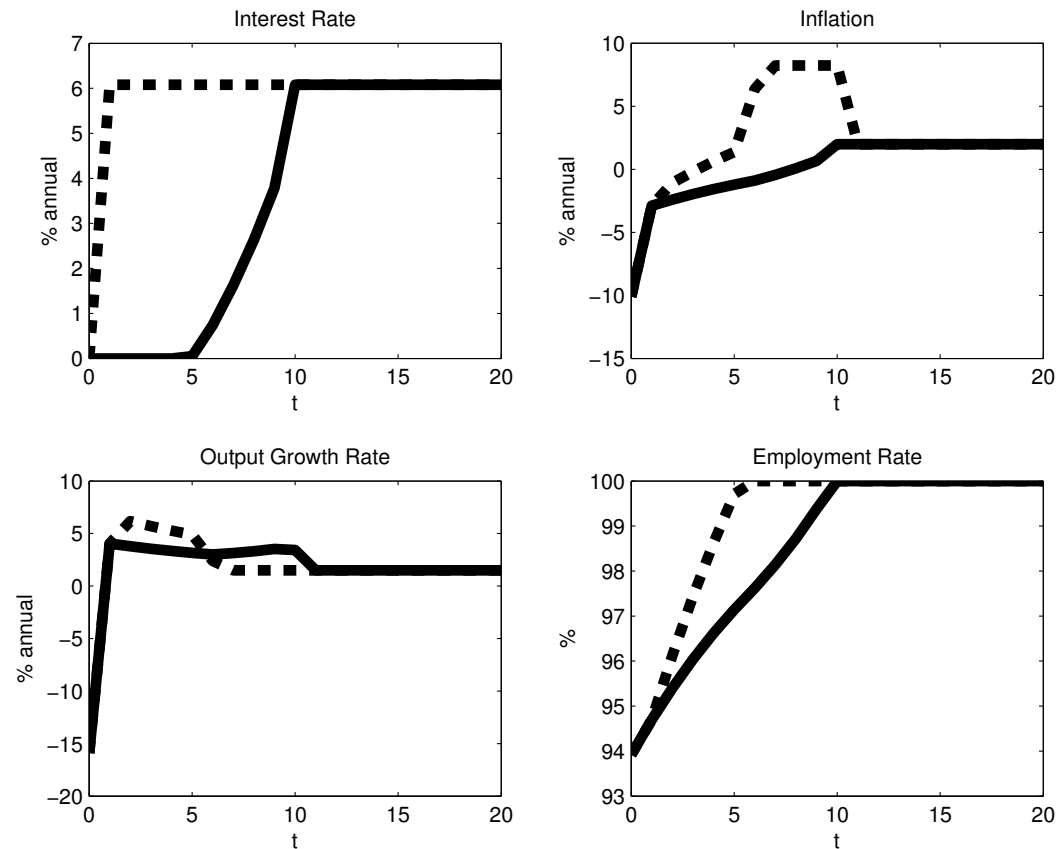 Interest Rate
7
6
5
4
3
2
1
0
% annual
0 5 10 15 20
t
Inflation
10
5
0
−5
−10
−15
% annual
0 5 10 15 20
t
Output Growth Rate
10
5
0
−5
−10
−15
−20
% annual
0 5 10 15 20
t
Employment Rate
100
99
98
97
96
95
94
93
%
0 5 10 15 20
t